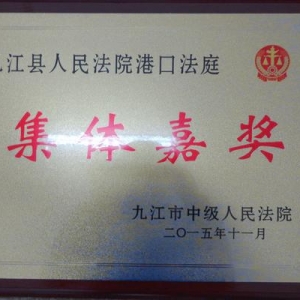 九江县人民法院港口法庭
集体嘉奖
九江市中级人民法院
二〇一五年十一月